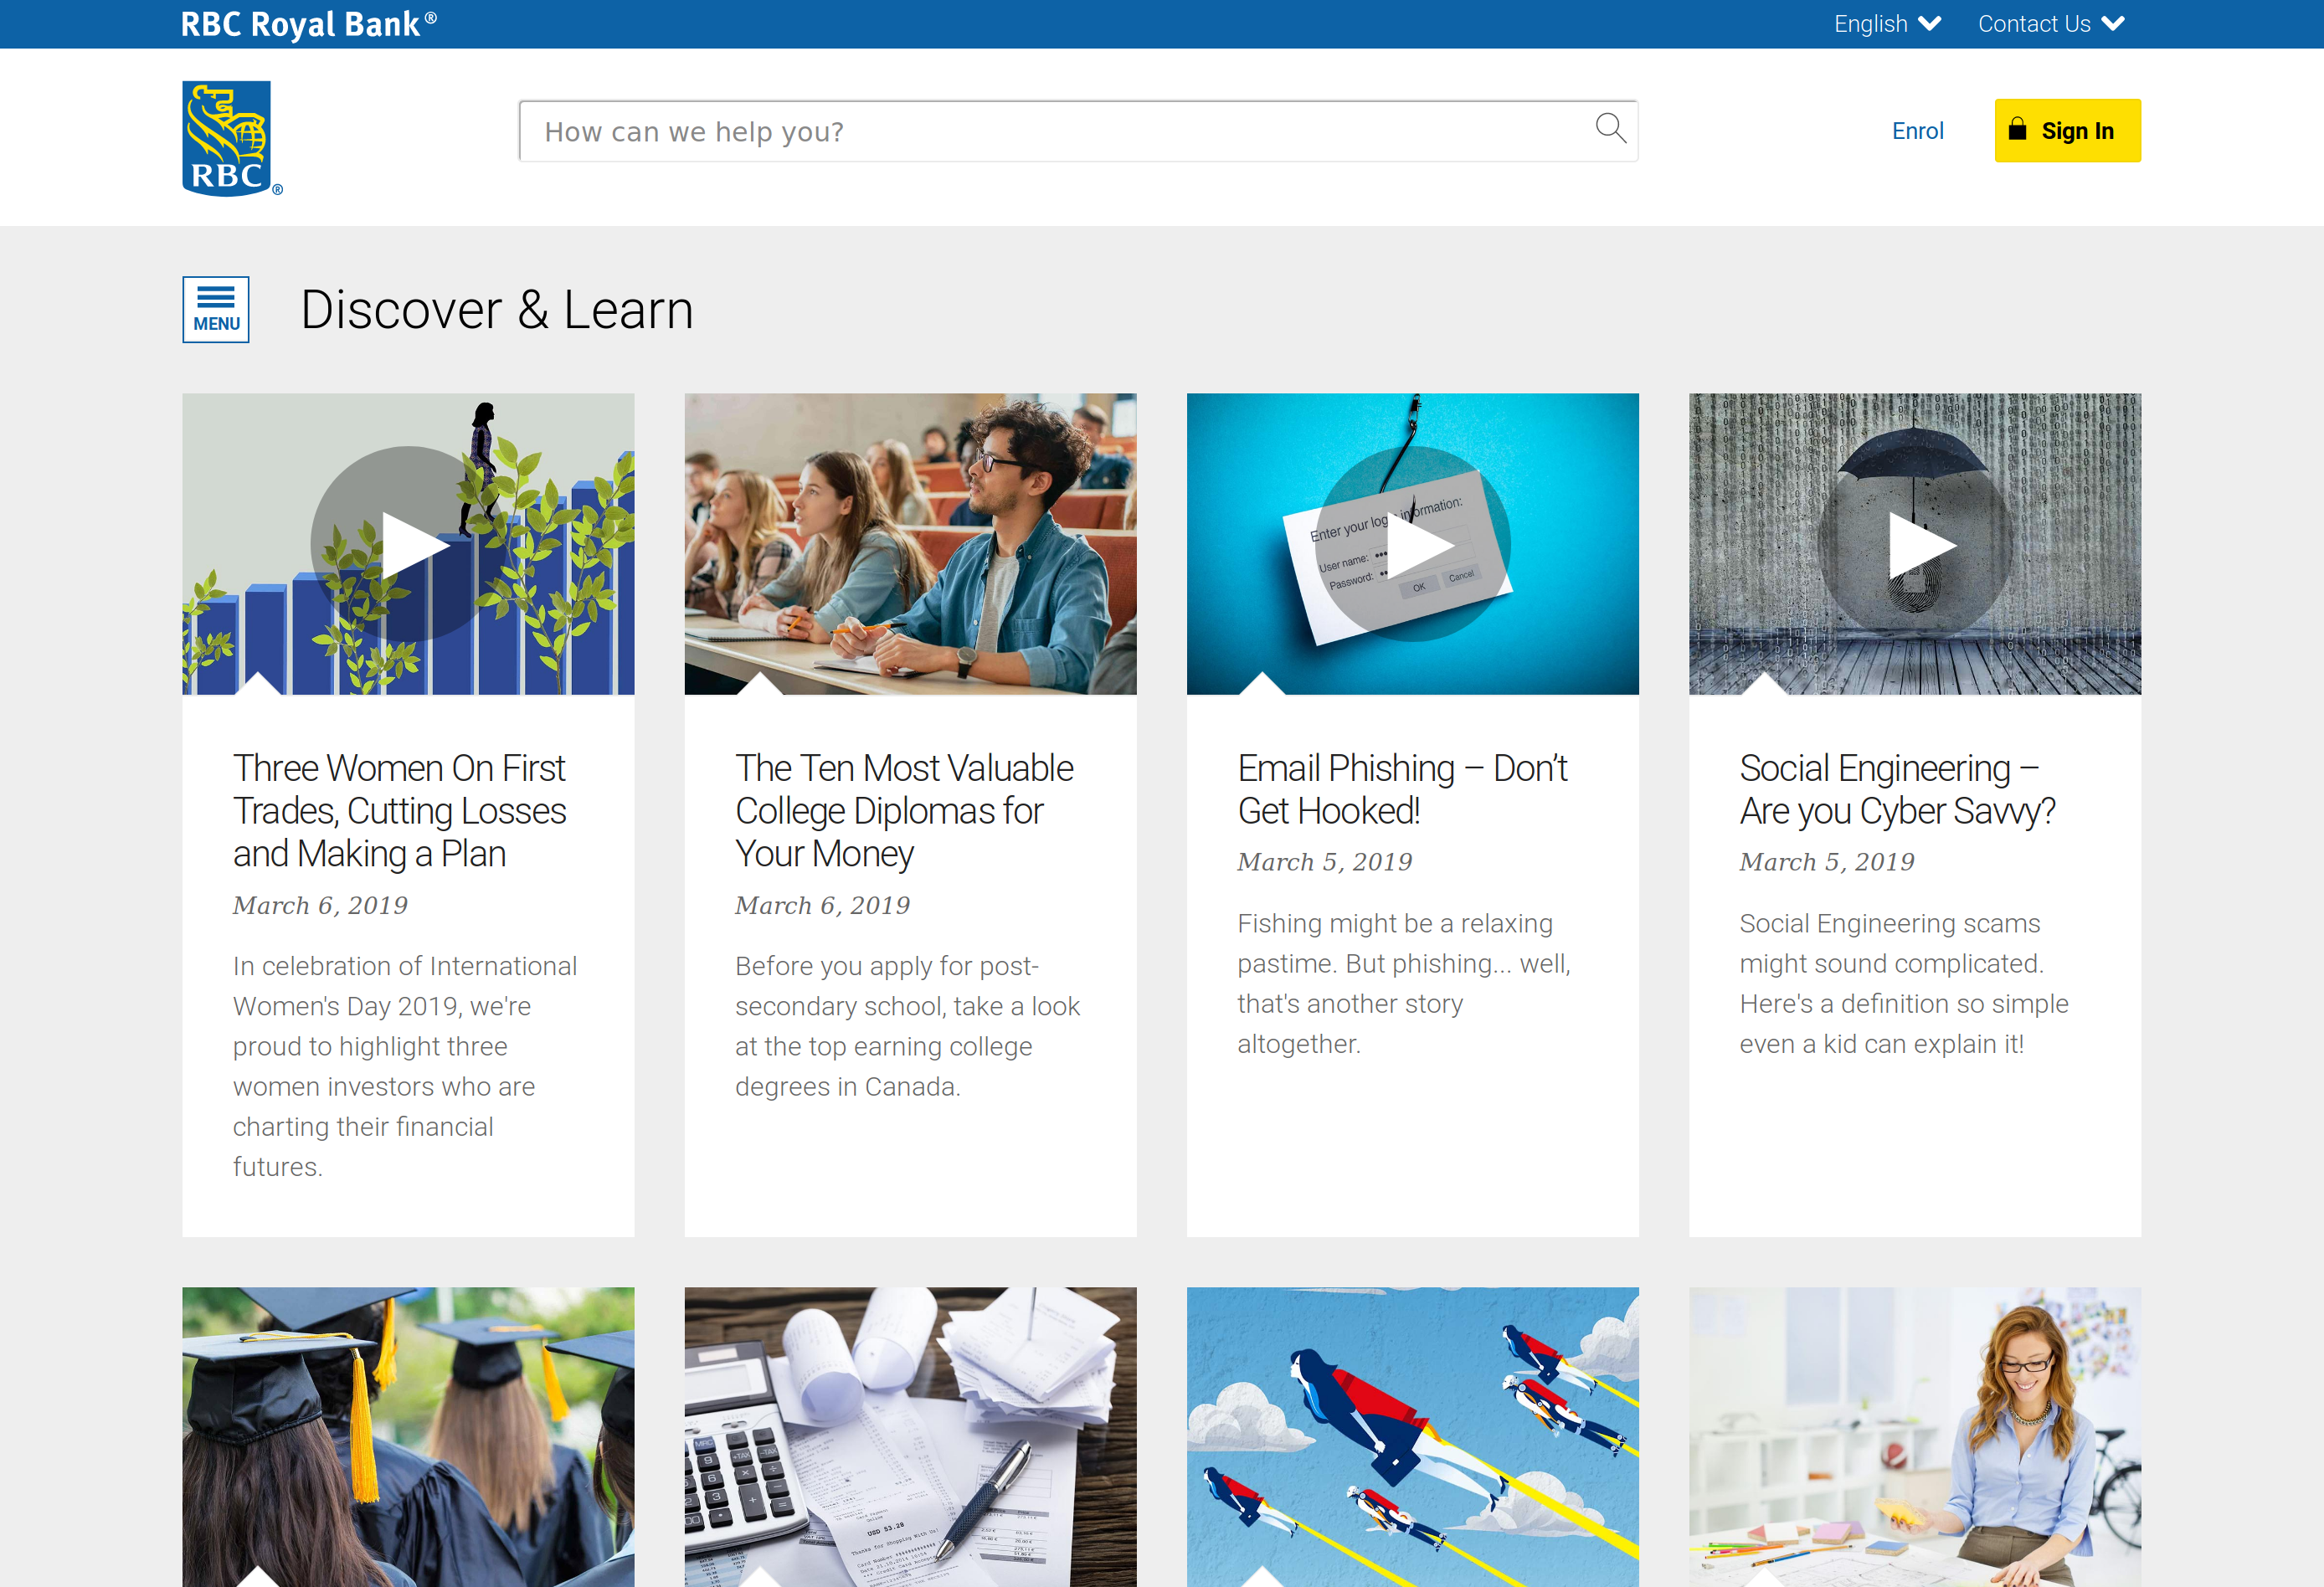 RBC Royal Bank®
English
Contact Us
RBC®
How can we help you?
Enrol
Sign In
MENU
Discover & Learn
Enter your login information:
User name:
Password:
OK
Cancel
Three Women On First
Trades, Cutting Losses
and Making a Plan
March 6, 2019
In celebration of International
Women's Day 2019, we're
proud to highlight three
women investors who are
charting their financial
futures.
The Ten Most Valuable
College Diplomas for
Your Money
March 6, 2019
Before you apply for post-
secondary school, take a look
at the top earning college
degrees in Canada.
Email Phishing – Don’t
Get Hooked!
March 5, 2019
Fishing might be a relaxing
pastime. But phishing... well,
that's another story
altogether.
Social Engineering –
Are you Cyber Savvy?
March 5, 2019
Social Engineering scams
might sound complicated.
Here's a definition so simple
even a kid can explain it!
USD 53.28